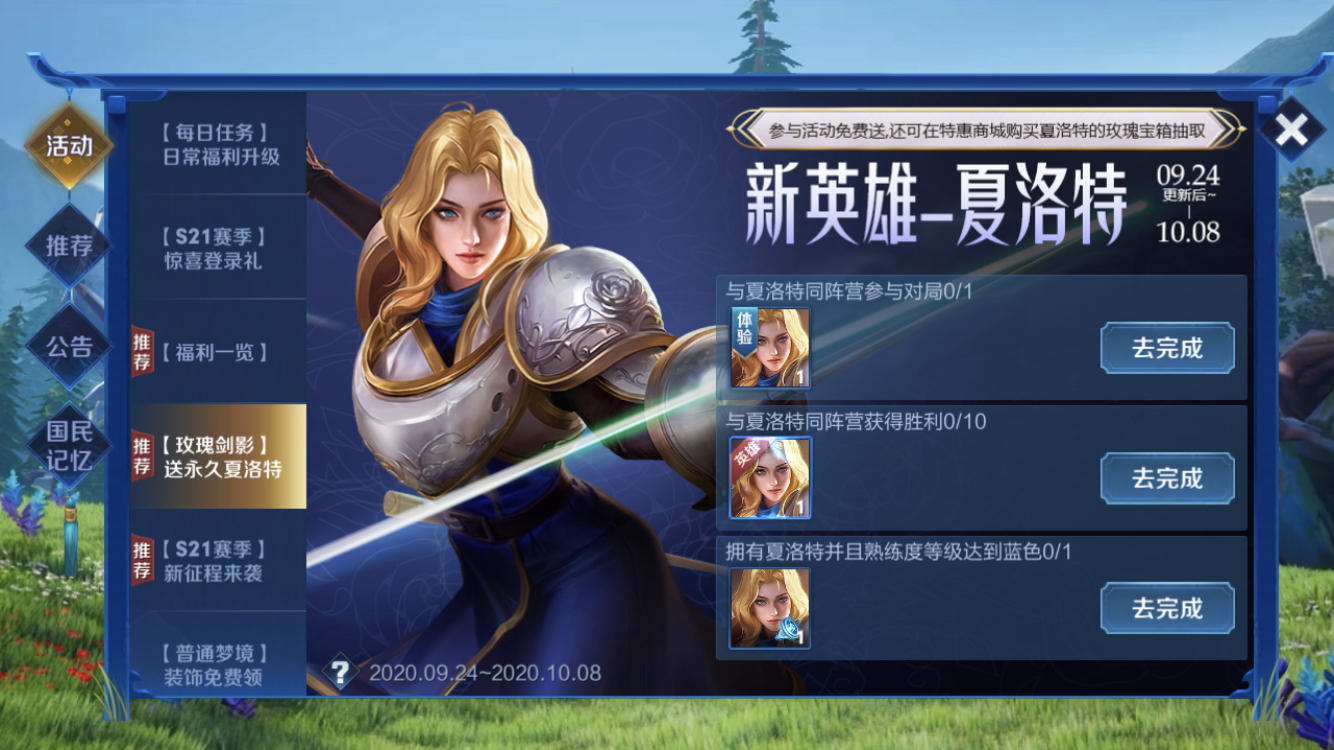 活动
推荐
公告
国民
记忆
【 每日任务 】
日常福利升级
【 S21赛季 】
惊喜登录礼
推荐
【 福利一览 】
推荐
【 玫瑰剑影 】
送永久夏洛特
推荐
【 S21赛季 】
新征程来袭
【 普通梦境 】
装饰免费领
参与活动免费送,还可在特惠商城购买夏洛特的玫瑰宝箱抽取
新英雄-夏洛特
09.24
更新后~
10.08
与夏洛特同阵营参与对局0/1
体验
1
去完成
与夏洛特同阵营获得胜利0/10
英雄
1
去完成
拥有夏洛特并且熟练度等级达到蓝色0/1
1
去完成
? 2020.09.24~2020.10.08